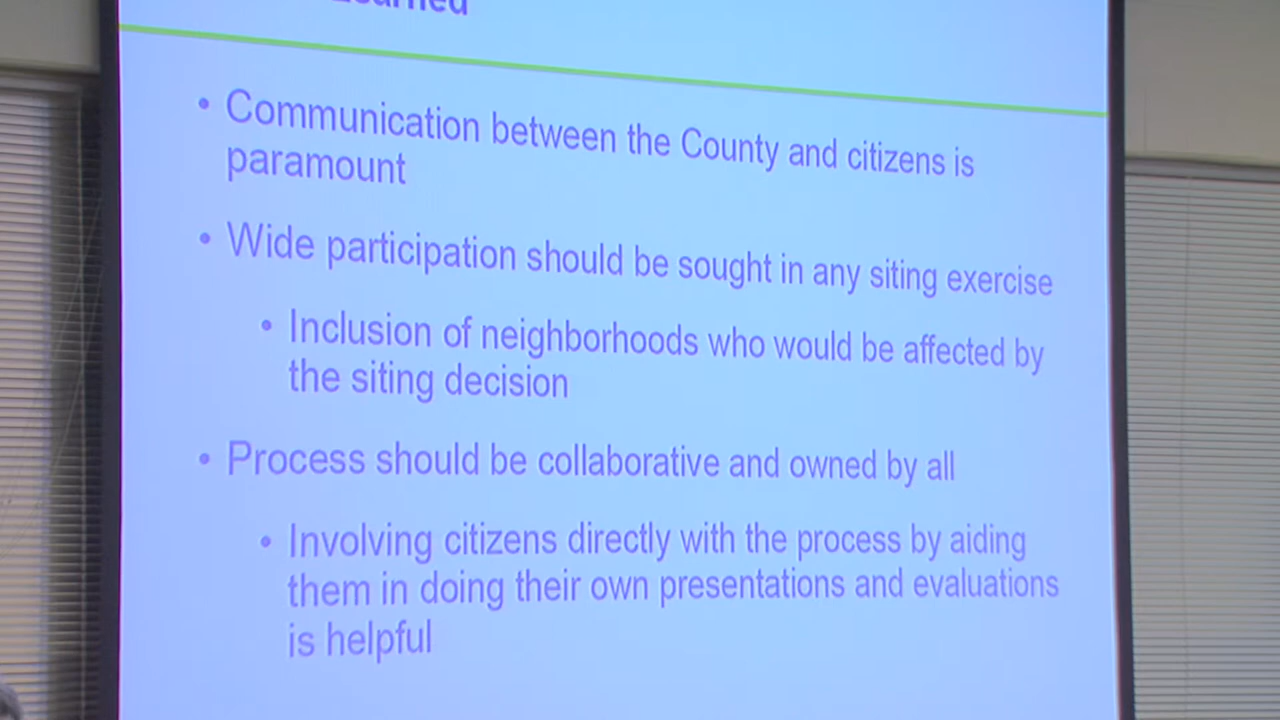 Learned
• Communication between the County and citizens is
paramount
• Wide participation should be sought in any siting exercise
• Inclusion of neighborhoods who would be affected by
the siting decision
• Process should be collaborative and owned by all
• Involving citizens directly with the process by aiding
them in doing their own presentations and evaluations
is helpful